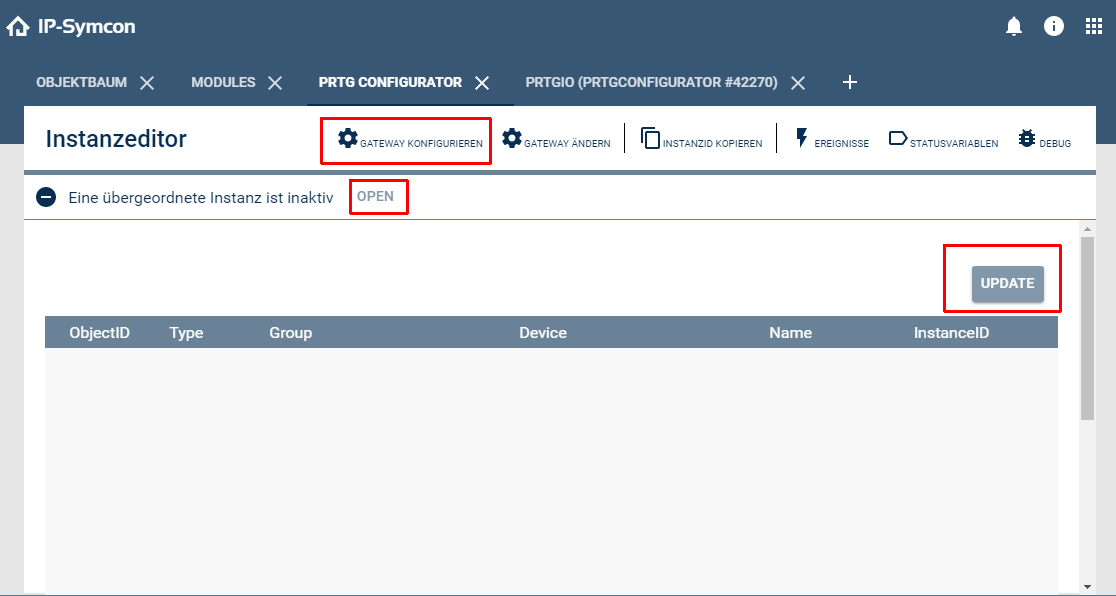 IP-Symcon
OBJEKTBAUM MODULES PRTG CONFIGURATOR PRTGIO (PRTGCONFIGURATOR #42270)
Instanzeditor GATEWAY KONFIGURIEREN GATEWAY ÄNDERN INSTANZID KOPIEREN EREIGNISSE STATUSVARIABLEN DEBUG
Eine übergeordnete Instanz ist inaktiv OPEN
UPDATE
ObjectID Type Group Device Name InstanceID